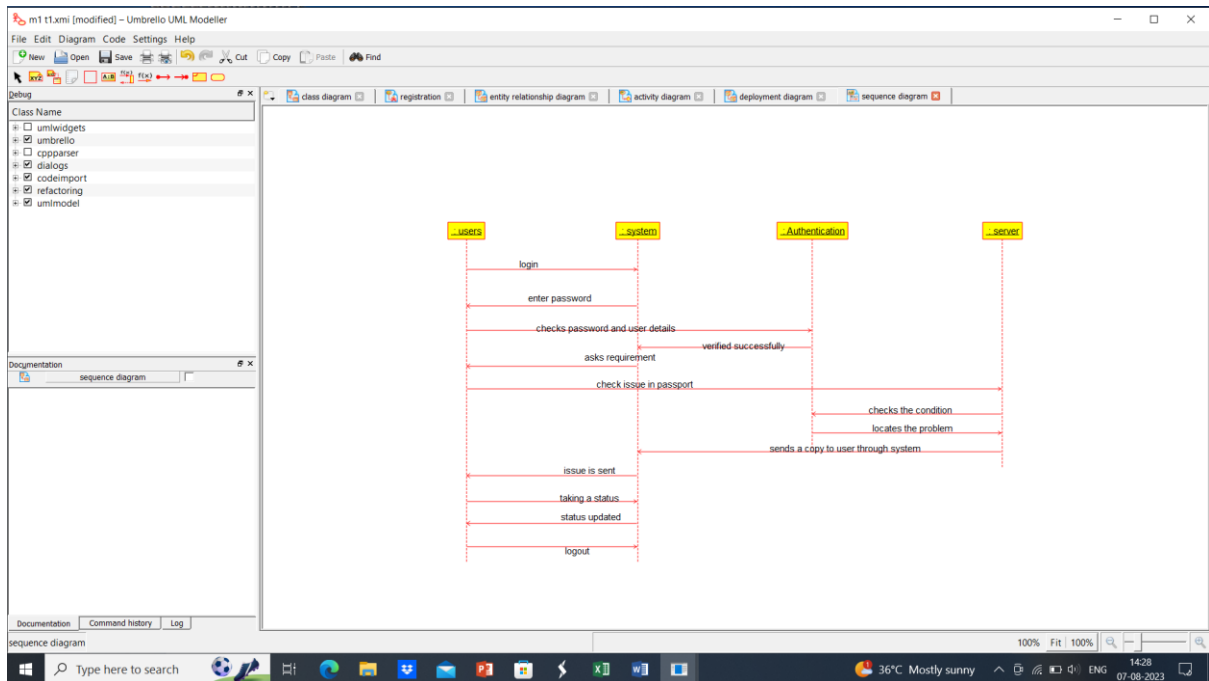 m1 t1.xmi [modified] – Umbrello UML Modeller
File Edit Diagram Code Settings Help
New Open Save Cut Copy Paste Find
Debug
class diagram registration entity relationship diagram activity diagram deployment diagram sequence diagram
Class Name
umlwidgets
umbrello
cppparser
dialogs
codeimport
refactoring
umlmodel
: users : system : Authentication : server
login
enter password
checks password and user details
verified successfully
asks requirement
check issue in passport
checks the condition
locates the problem
sends a copy to user through system
issue is sent
taking a status
status updated
logout
Documentation
sequence diagram
Documentation Command history Log
sequence diagram
100% Fit 100%
Type here to search
36°C Mostly sunny ENG
14:28
07-08-2023